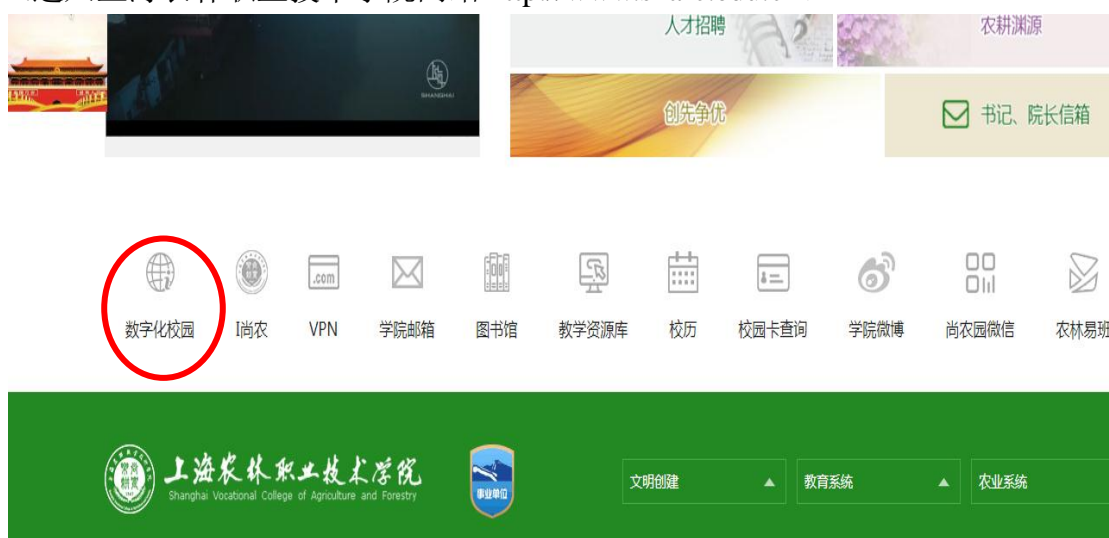 人才招聘
农耕渊源
SHANGHAI
创先争优
书记、院长信箱
.com
数字化校园
I尚农
VPN
学院邮箱
图书馆
教学资源库
校历
校园卡查询
学院微博
尚农园微信
农林易班
上海农林职业技术学院
Shanghai Vocational College of Agriculture and Forestry
事业单位
文明创建
教育系统
农业系统